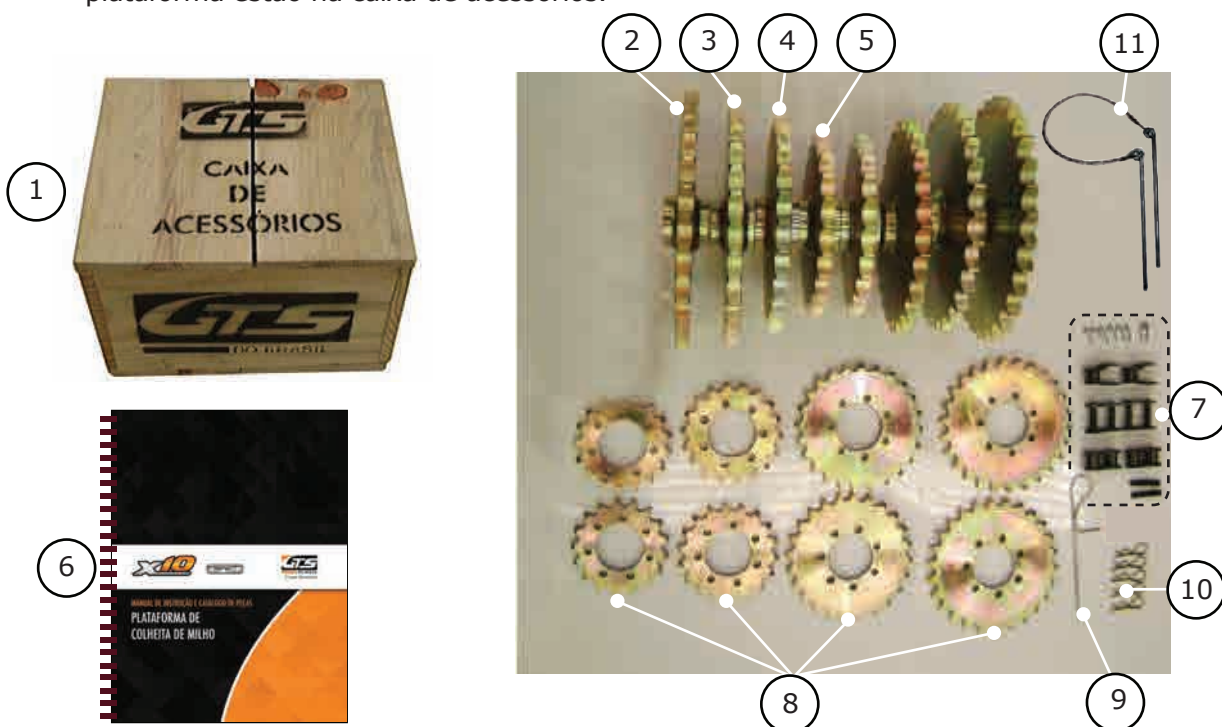 plataforma estão na caixa de acessórios.
2
3
4
5
11
GTS
CAIXA
DE
ACESSÓRIOS
1
GTS
DO BRASIL
7
6
X10
GTS
MANUAL DE INSTRUÇÃO E CATÁLOGO DE PEÇAS
PLATAFORMA DE
COLHEITA DE MILHO
10
8
9